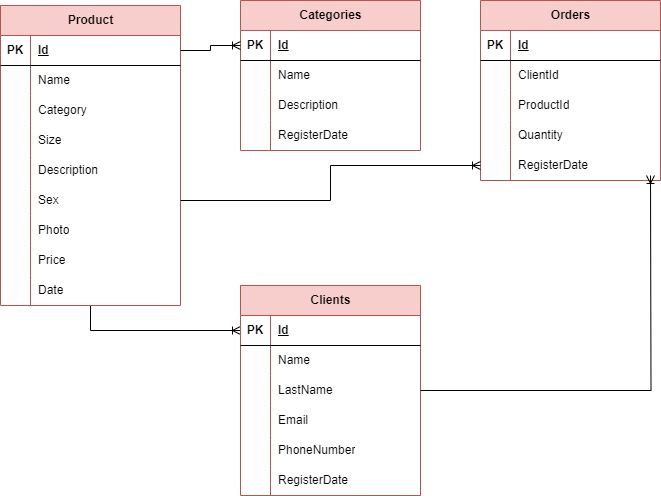 Product
PK Id
Name
Category
Size
Description
Sex
Photo
Price
Date
Categories
PK Id
Name
Description
RegisterDate
Orders
PK Id
ClientId
ProductId
Quantity
RegisterDate
Clients
PK Id
Name
LastName
Email
PhoneNumber
RegisterDate